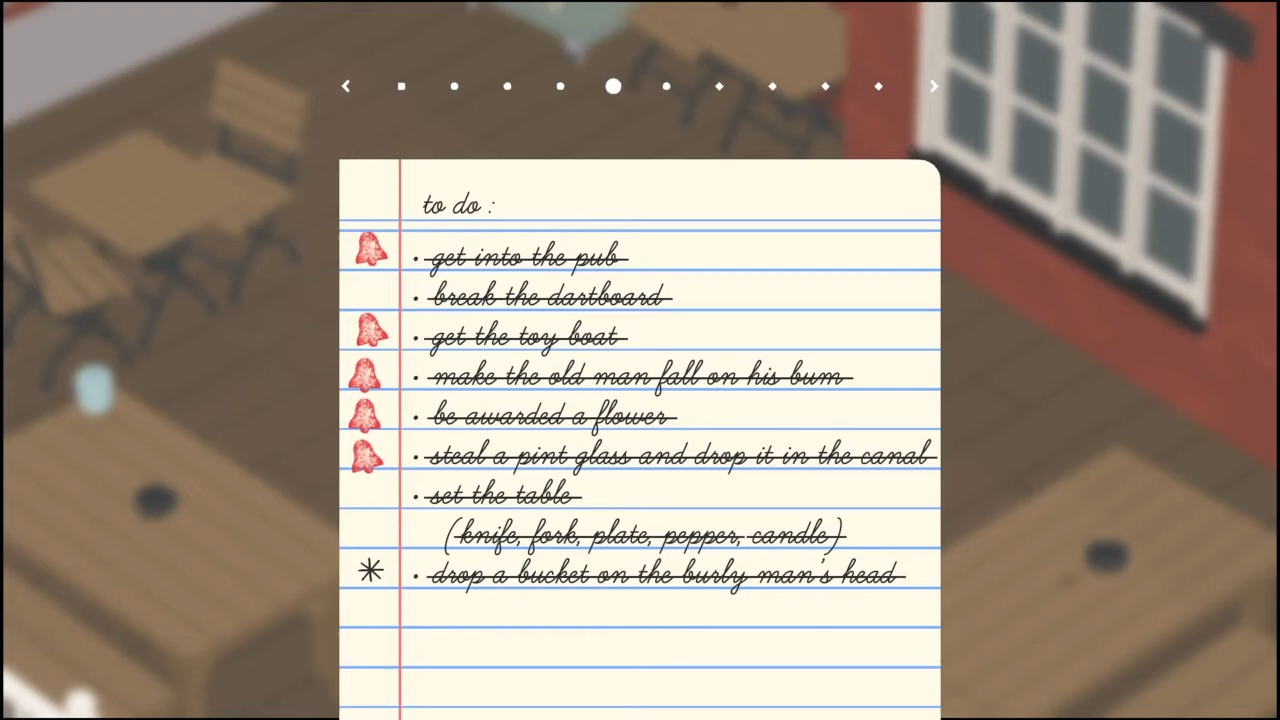 to do :
• get into the pub
• break the dartboard
• get the toy boat
• make the old man fall on his bum
• be awarded a flower
• steal a pint glass and drop it in the canal
• set the table
(knife, fork, plate, pepper, candle)
• drop a bucket on the burly man's head